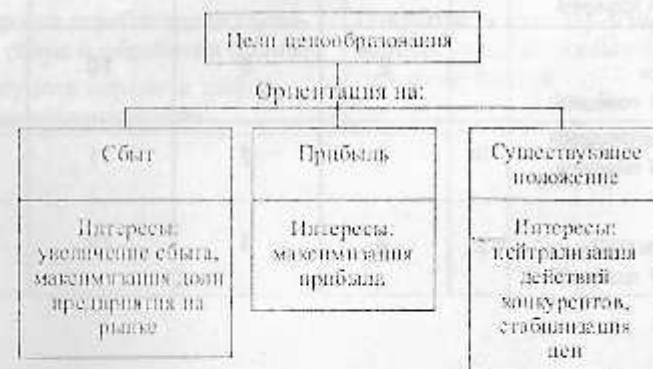 Цели ценообразования
Ориентация на:
Сбыт
Прибыль
Существующее
положение
Интересы:
увеличение сбыта,
максимизация доли
предприятия на
рынке
Интересы:
максимизация
прибыли
Интересы:
нейтрализация
действий
конкурентов,
стабилизация
цен